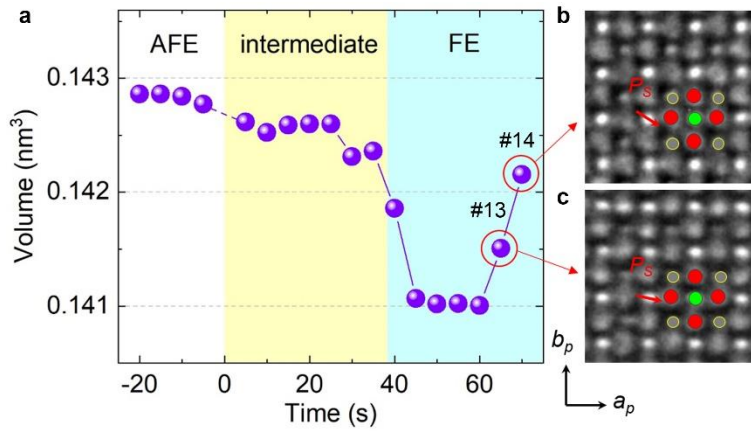 a
AFE
intermediate
FE
0.143
0.142
0.141
Volume (nm³)
#14
#13
-20 0 20 40 60
Time (s)
b
Pₛ
c
Pₛ
bₚ
aₚ